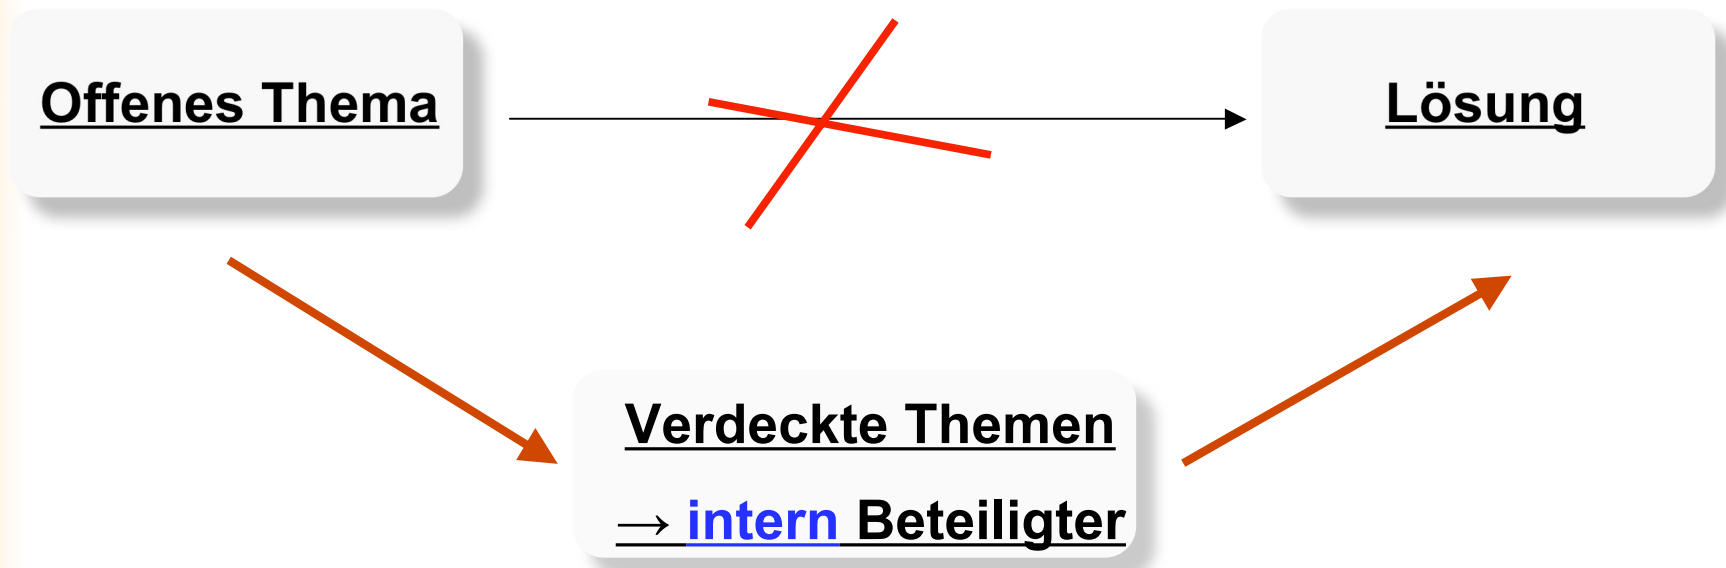 Offenes Thema
Lösung
Verdeckte Themen
→ intern Beteiligter